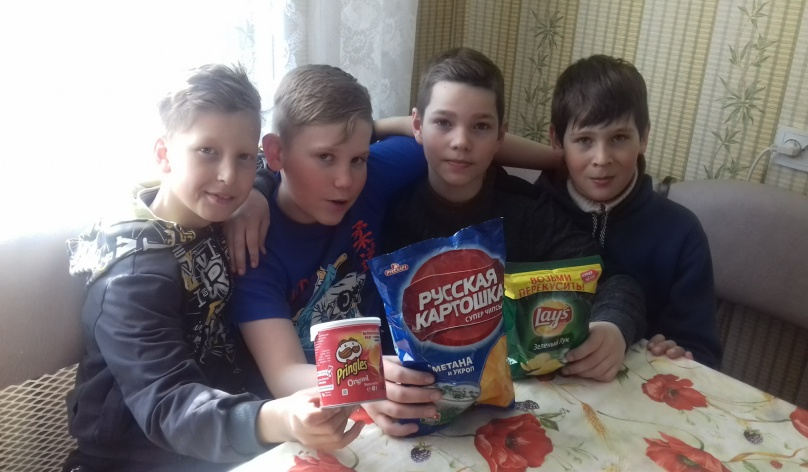 Pringles
Original
РУССКАЯ
КАРТОШКА
СУПЕР ЧИПСЫ
СМЕТАНА
и УКРОП
ВОЗЬМИ
ПЕРЕКУСИТЬ!
Lay's
Зелёный лук